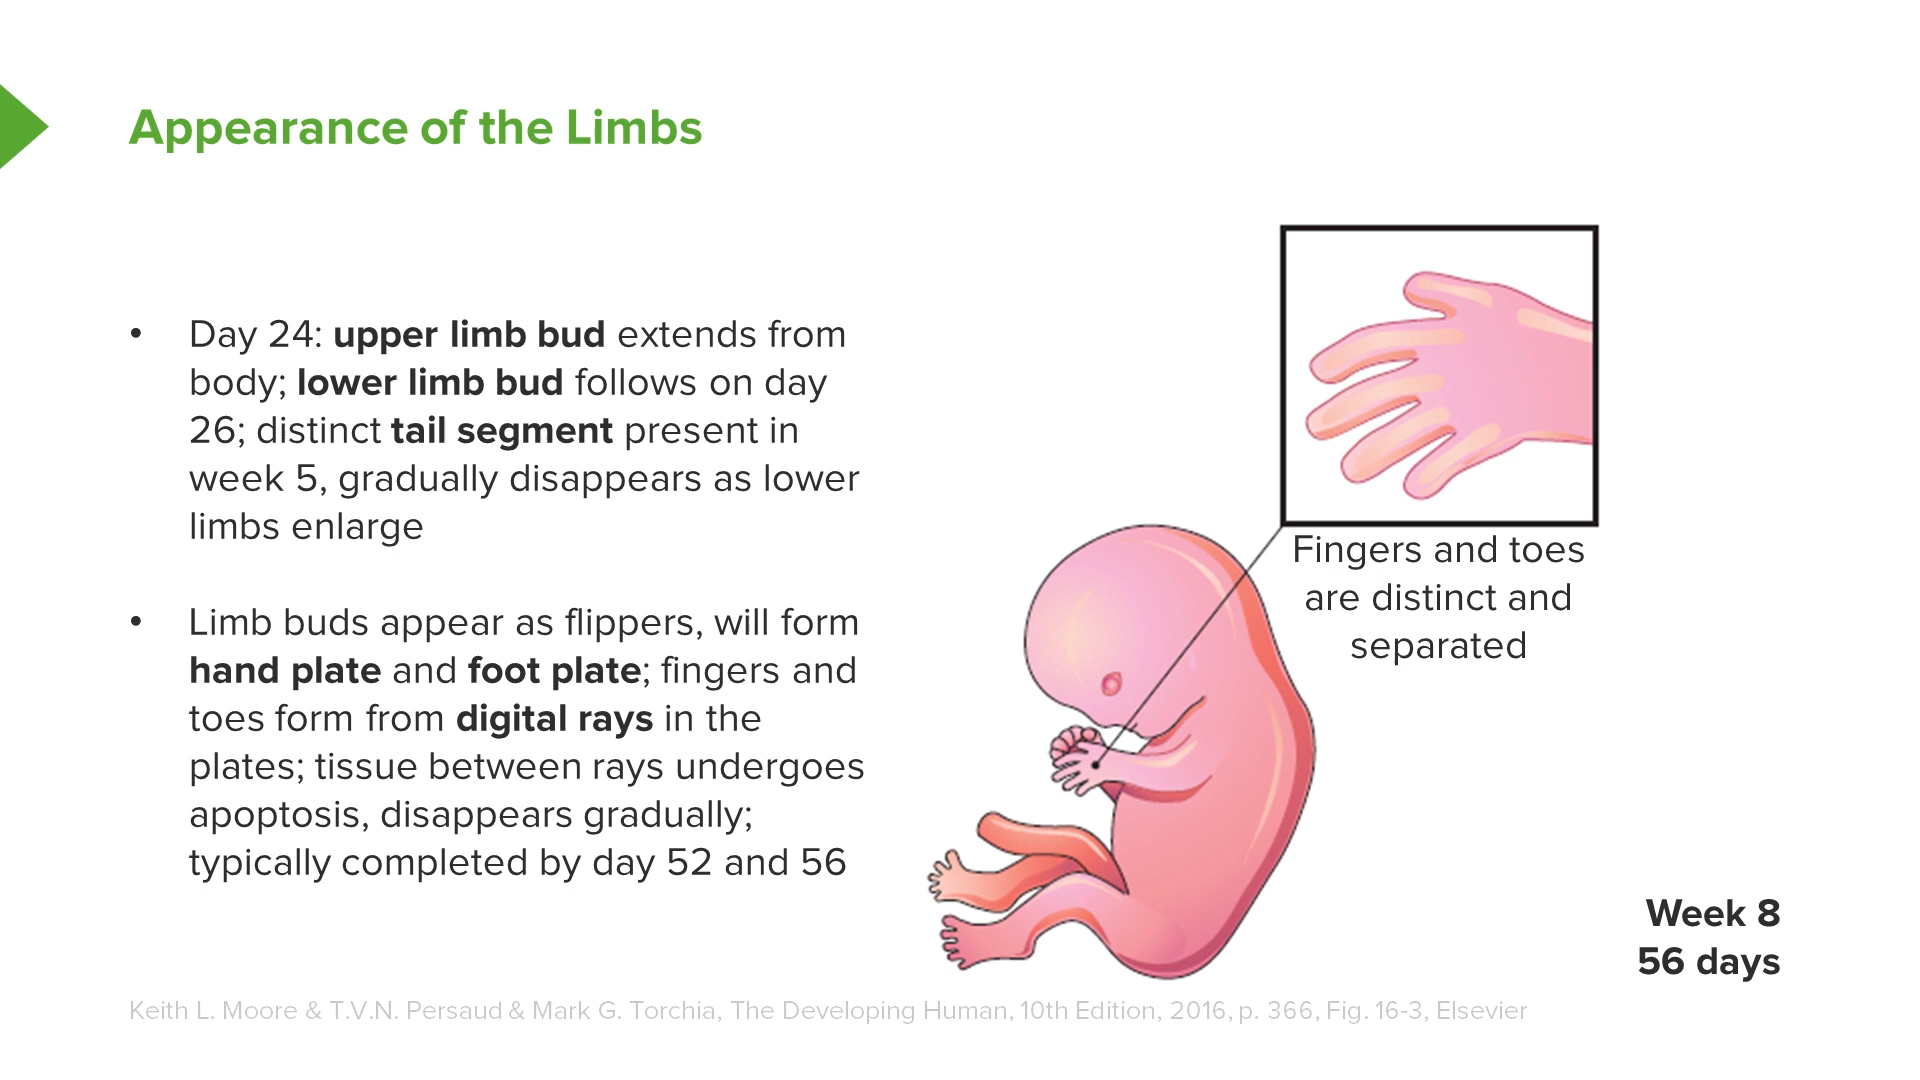 Appearance of the Limbs
• Day 24: upper limb bud extends from
body; lower limb bud follows on day
26; distinct tail segment present in
week 5, gradually disappears as lower
limbs enlarge
• Limb buds appear as flippers, will form
hand plate and foot plate; fingers and
toes form from digital rays in the
plates; tissue between rays undergoes
apoptosis, disappears gradually;
typically completed by day 52 and 56
Fingers and toes
are distinct and
separated
Week 8
56 days
Keith L. Moore & T.V.N. Persaud & Mark G. Torchia, The Developing Human, 10th Edition, 2016, p. 366, Fig. 16-3, Elsevier